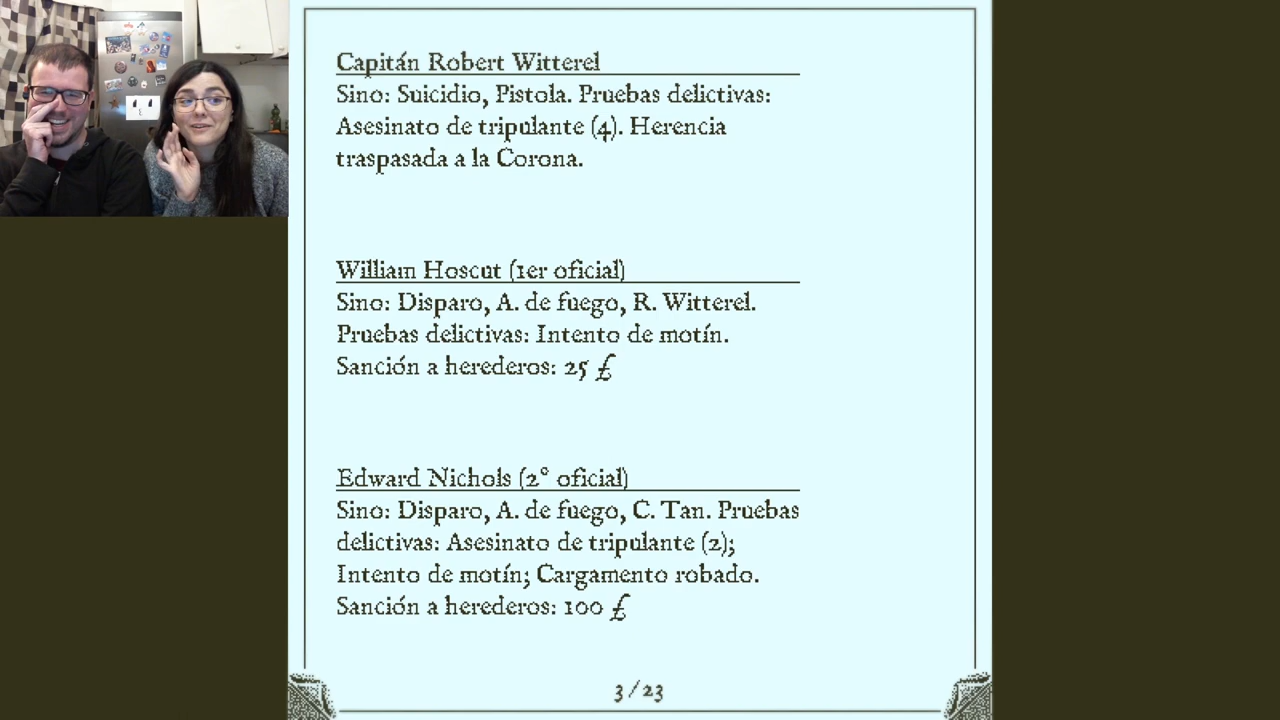 Capitán Robert Witterel
Sino: Suicidio, Pistola. Pruebas delictivas:
Asesinato de tripulante (4). Herencia
traspasada a la Corona.
William Hoscut (1er oficial)
Sino: Disparo, A. de fuego, R. Witterel.
Pruebas delictivas: Intento de motín.
Sanción a herederos: 25 £
Edward Nichols (2º oficial)
Sino: Disparo, A. de fuego, C. Tan. Pruebas
delictivas: Asesinato de tripulante (2);
Intento de motín; Cargamento robado.
Sanción a herederos: 100 £
3 / 23